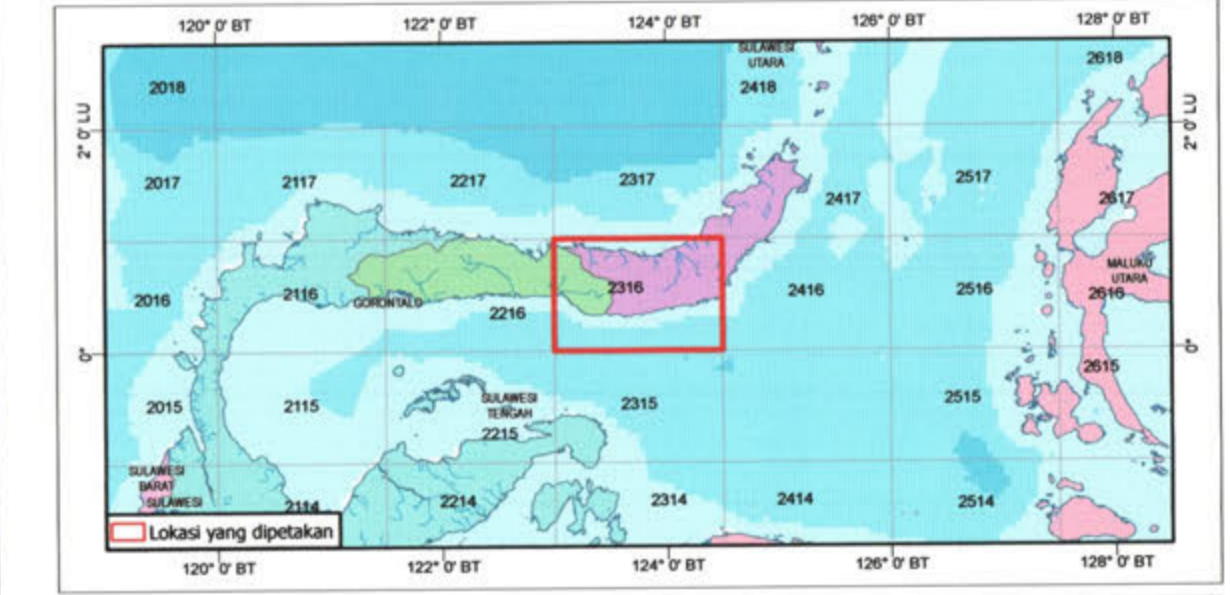 120° 0' BT
122° 0' BT
124° 0' BT
126° 0' BT
128° 0' BT
2° 0' LU
0°
2° 0' LU
0°
SULAWESI
UTARA
2018
2418
2618
2017
2117
2217
2317
2417
2517
2617
MALUKU
UTARA
2016
2116
GORONTALO
2216
2316
2416
2516
2616
2015
2115
SULAWESI
TENGAH
2215
2315
2515
2615
SULAWESI
BARAT
SULAWESI
2114
2214
2314
2414
2514
Lokasi yang dipetakan
120° 0' BT
122° 0' BT
124° 0' BT
126° 0' BT
128° 0' BT